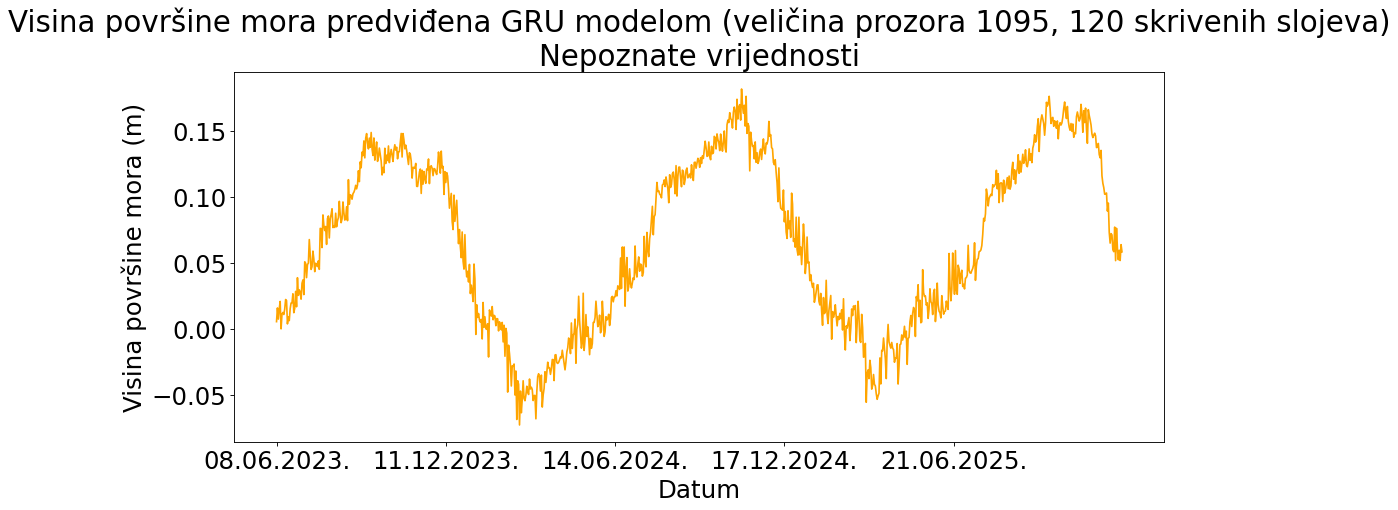 Visina površine mora predviđena GRU modelom (veličina prozora 1095, 120 skrivenih slojeva)
Nepoznate vrijednosti
Visina površine mora (m)
0.15
0.10
0.05
0.00
−0.05
08.06.2023. 11.12.2023. 14.06.2024. 17.12.2024. 21.06.2025.
Datum